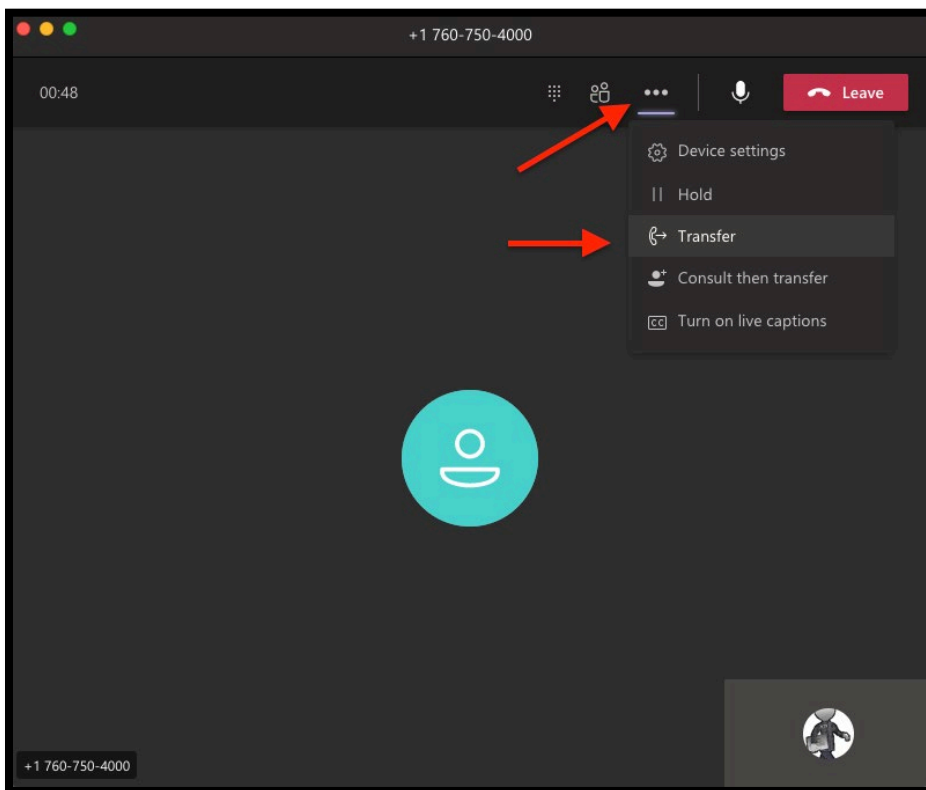 +1 760-750-4000
00:48
Leave
Device settings
Hold
Transfer
Consult then transfer
CC Turn on live captions
+1 760-750-4000